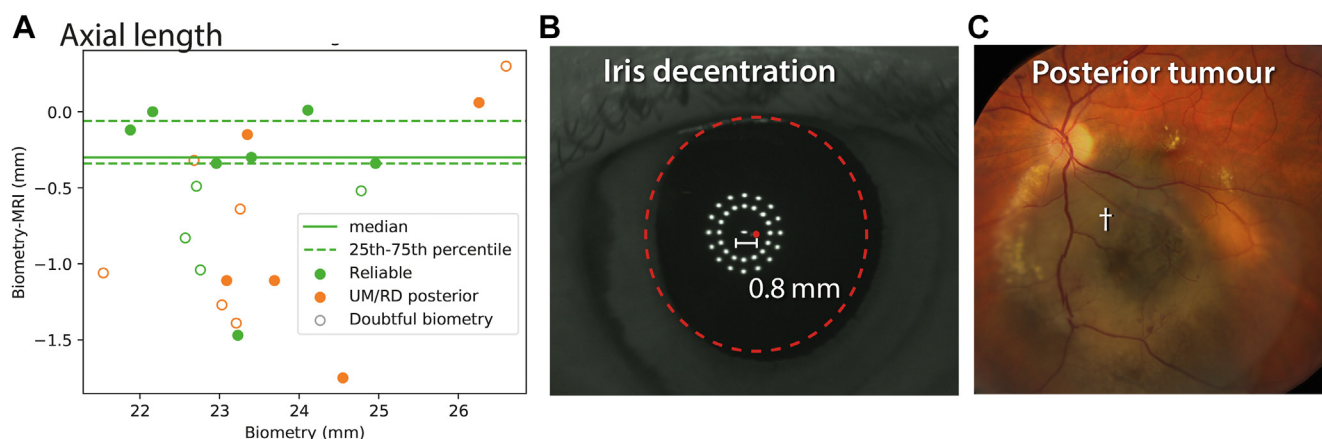 A
Axial length
0.0
−0.5
−1.0
−1.5
Biometry-MRI (mm)
22
23
24
25
26
Biometry (mm)
median
25th-75th percentile
Reliable
UM/RD posterior
Doubtful biometry
B
Iris decentration
0.8 mm
C
Posterior tumour
†